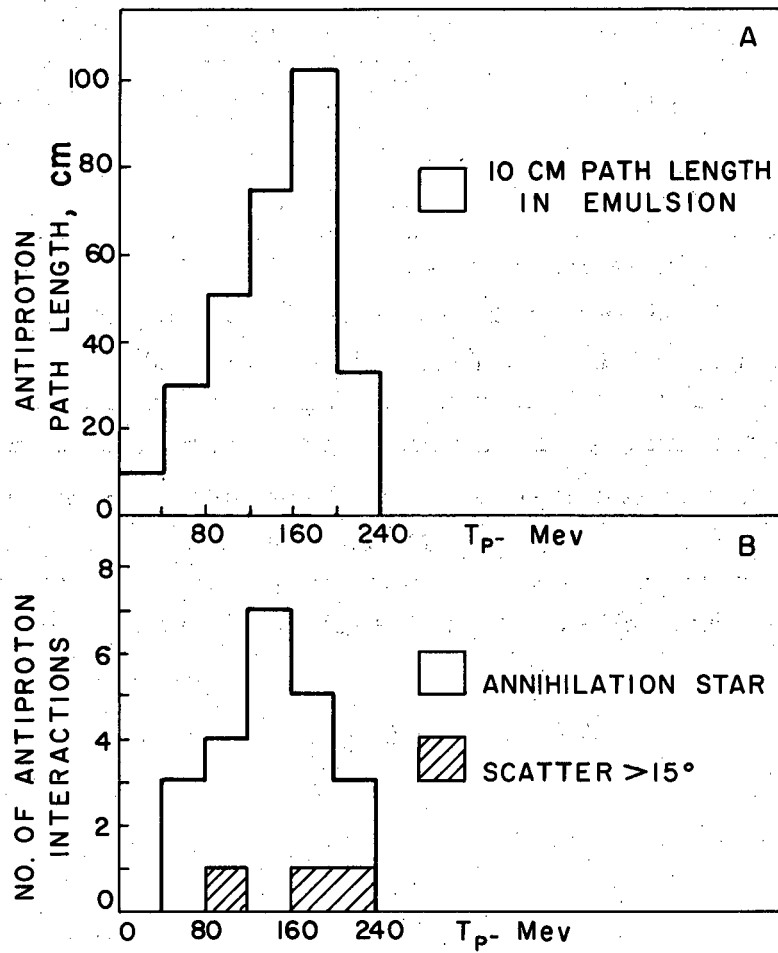 A
ANTIPROTON
PATH LENGTH, cm
100
80
60
40
20
0
10 CM PATH LENGTH
IN EMULSION
80 160 240 TP- Mev
B
NO. OF ANTIPROTON
INTERACTIONS
8
6
4
2
0
ANNIHILATION STAR
SCATTER >15°
0 80 160 240 TP- Mev